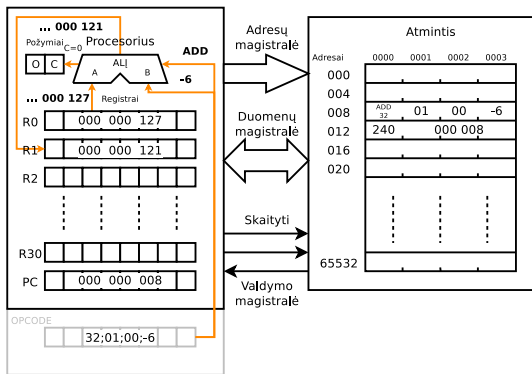 ... 000 121
Požymiai
C=0
Procesorius
ADD
O C
ALĮ
A
B
-6
... 000 127
Registrai
R0 000 000 127
R1 000 000 121
R2
R30
PC 000 000 008
OPCODE
32;01;00;-6
Adresų
magistralė
Duomenų
magistralė
Skaityti
Valdymo
magistralė
Atmintis
Adresai 0000 0001 0002 0003
000
004
008 ADD 32 01 00 -6
012 240 000 008
016
020
65532